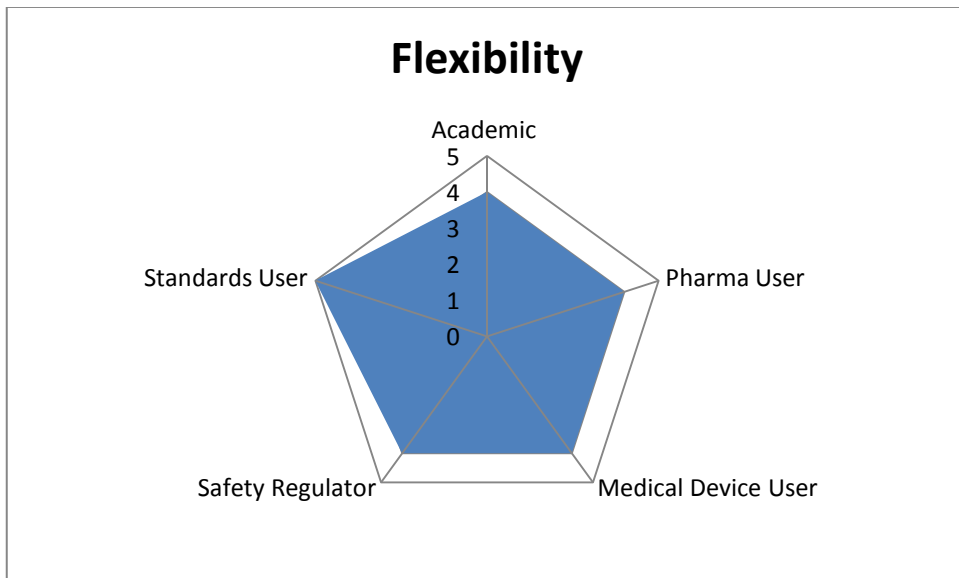 Flexibility
Academic
5
4
3
2
1
0
Standards User
Pharma User
Safety Regulator
Medical Device User